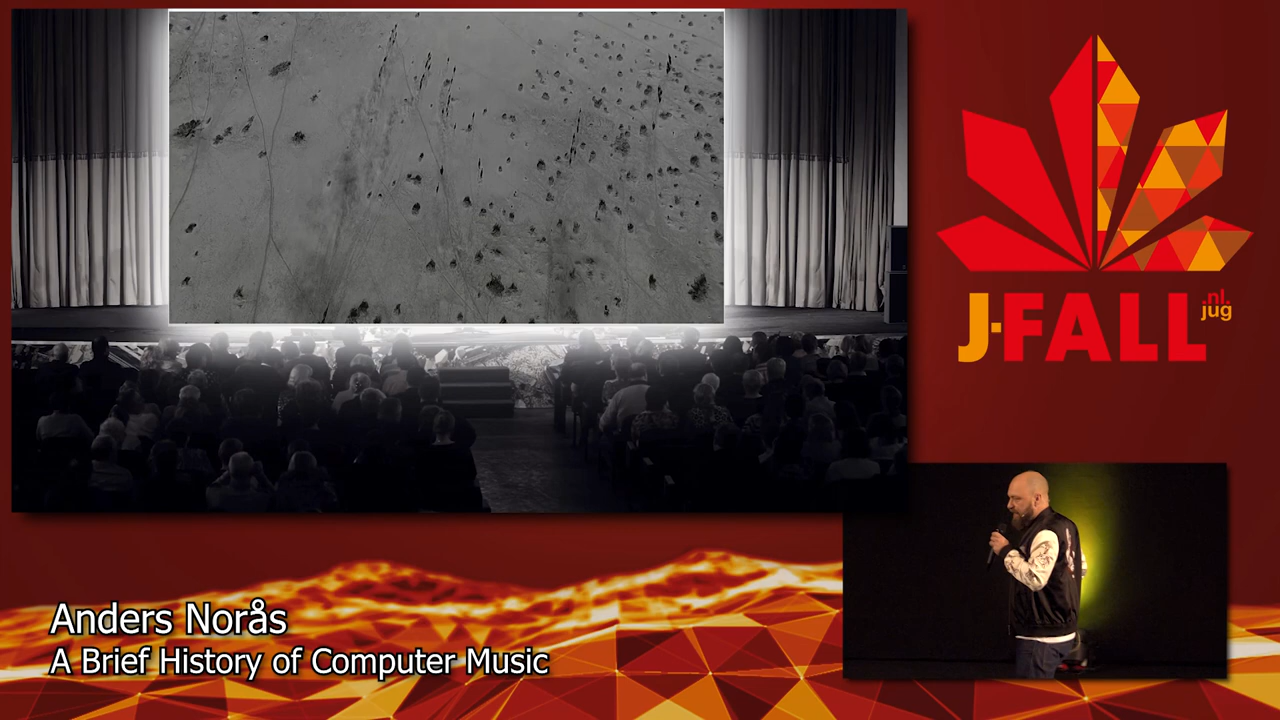 J-FALL
.nl.
jug
Anders Norås
A Brief History of Computer Music